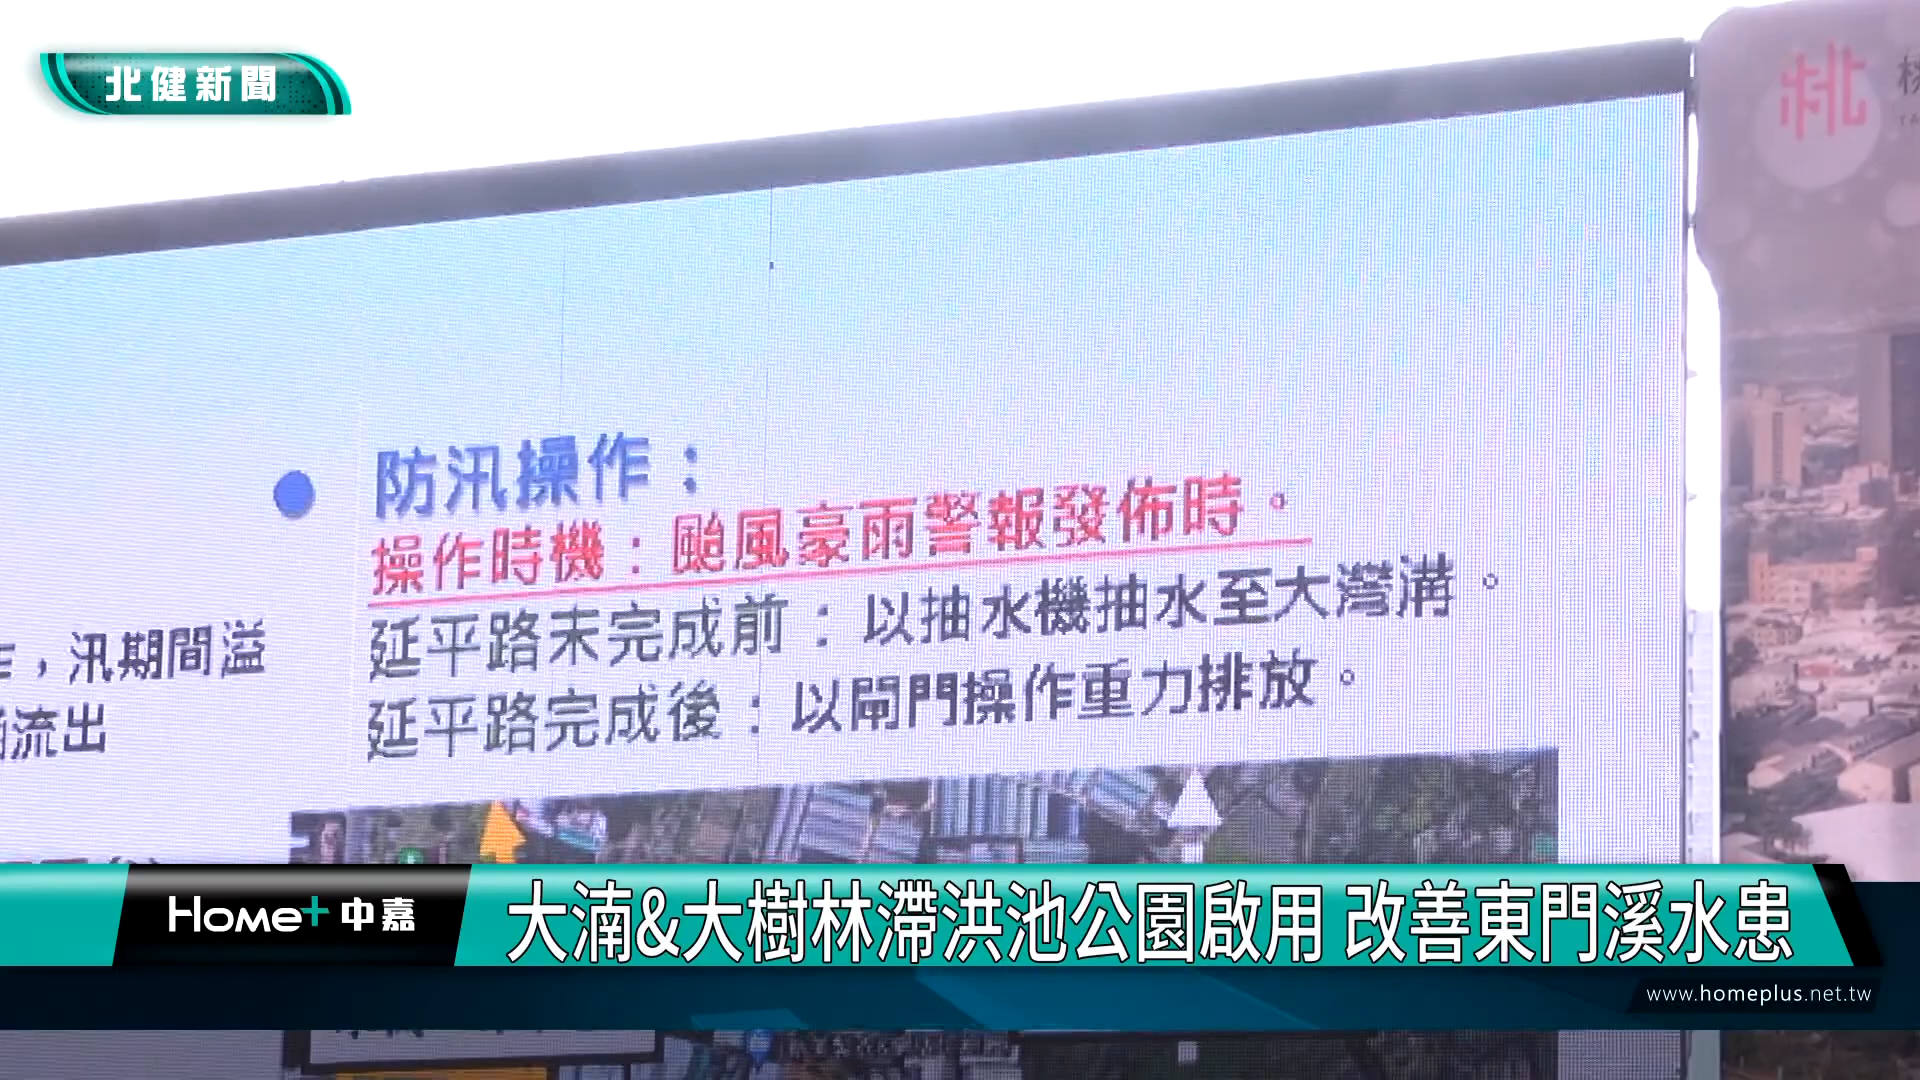 北健新聞
桃
防汛操作：
操作時機：颱風豪雨警報發佈時。
延平路未完成前：以抽水機抽水至大灣溝。
延平路完成後：以閘門操作重力排放。
，汛期間溢
流出
Home+中嘉
大湳&大樹林滯洪池公園啟用 改善東門溪水患
www.homeplus.net.tw